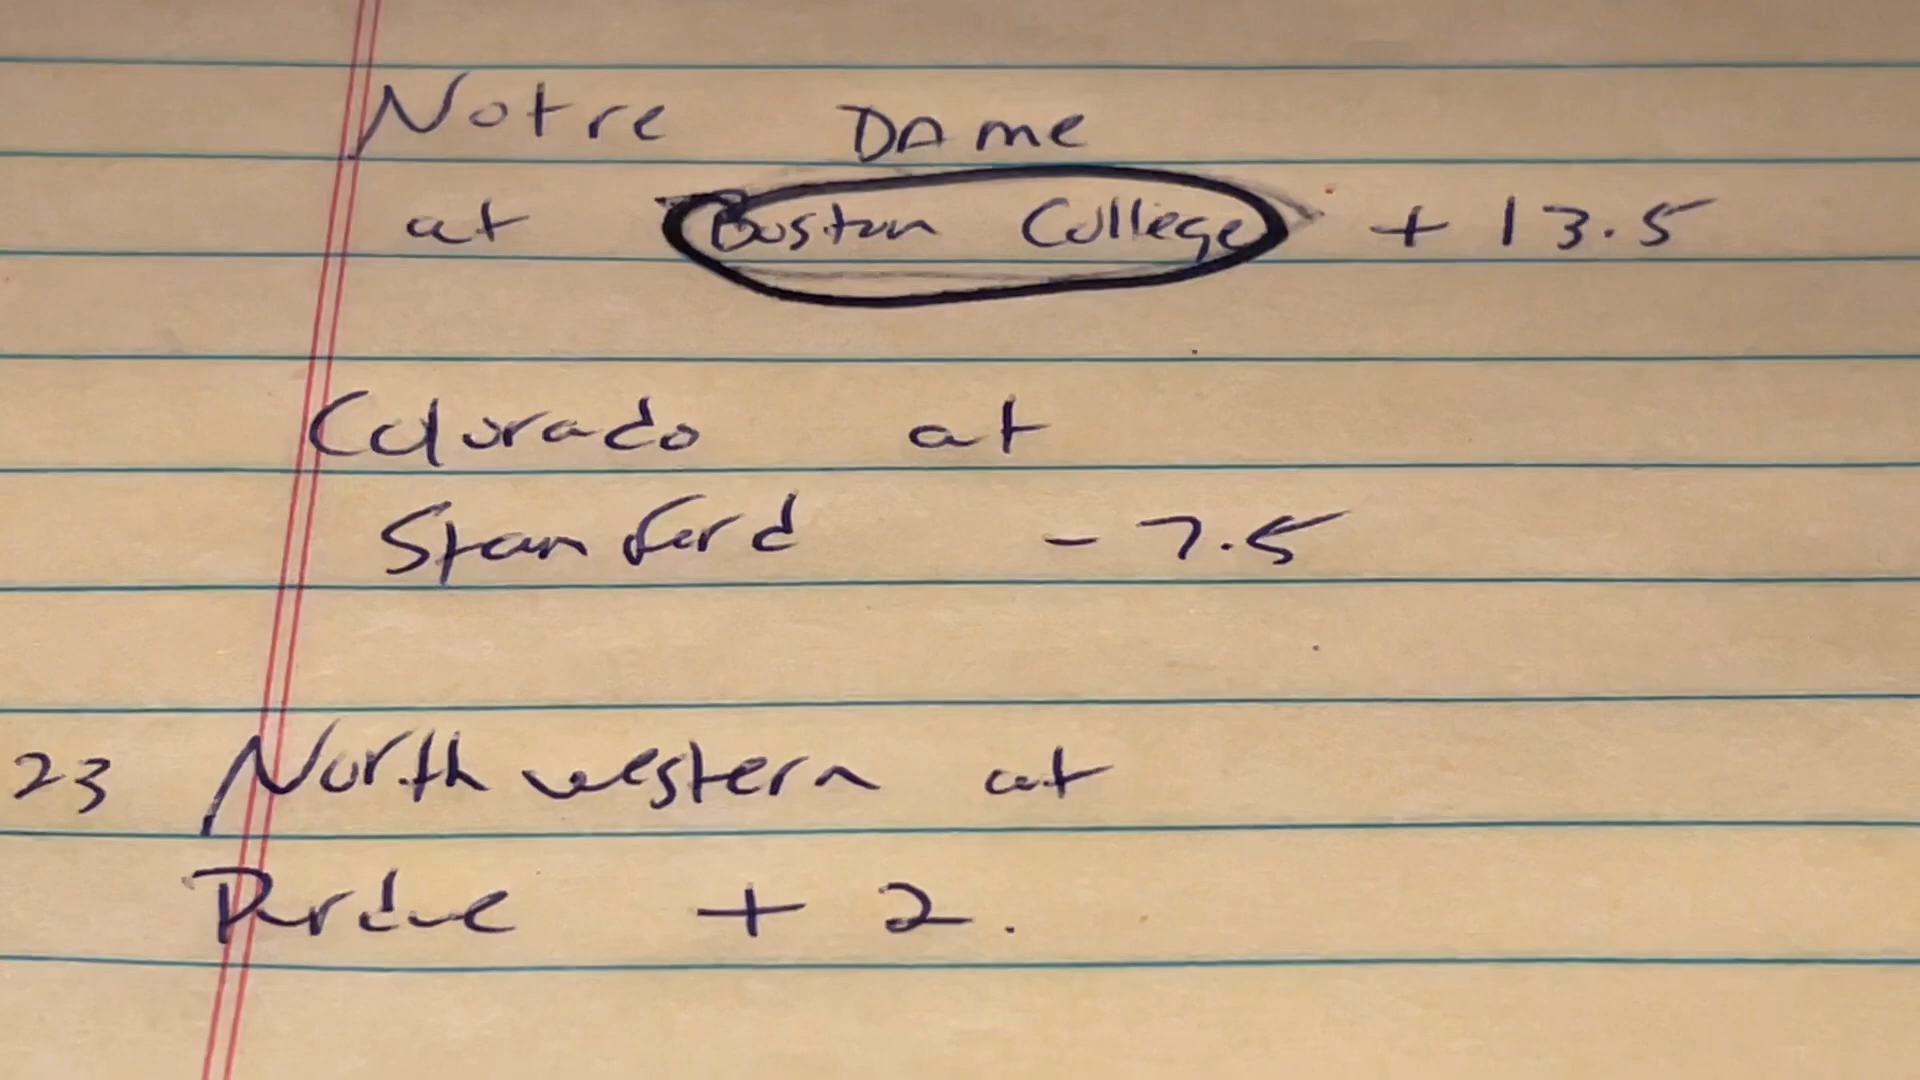 Notre DAme
at Boston College + 13.5
Colorado at
Stanford - 7.5
23 Northwestern at
Purdue + 2.